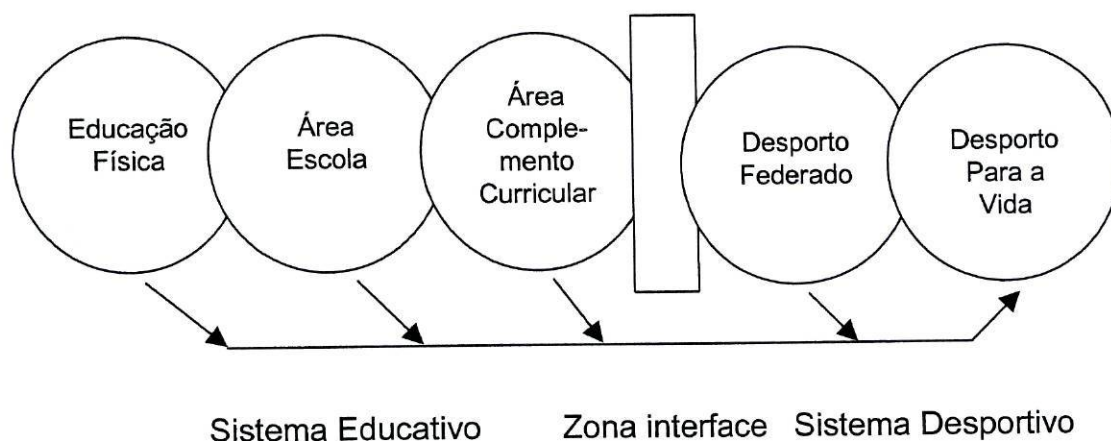 Educação
Física
Área
Escola
Área
Comple-
mento
Curricular
Desporto
Federado
Desporto
Para a
Vida
Sistema Educativo
Zona interface
Sistema Desportivo